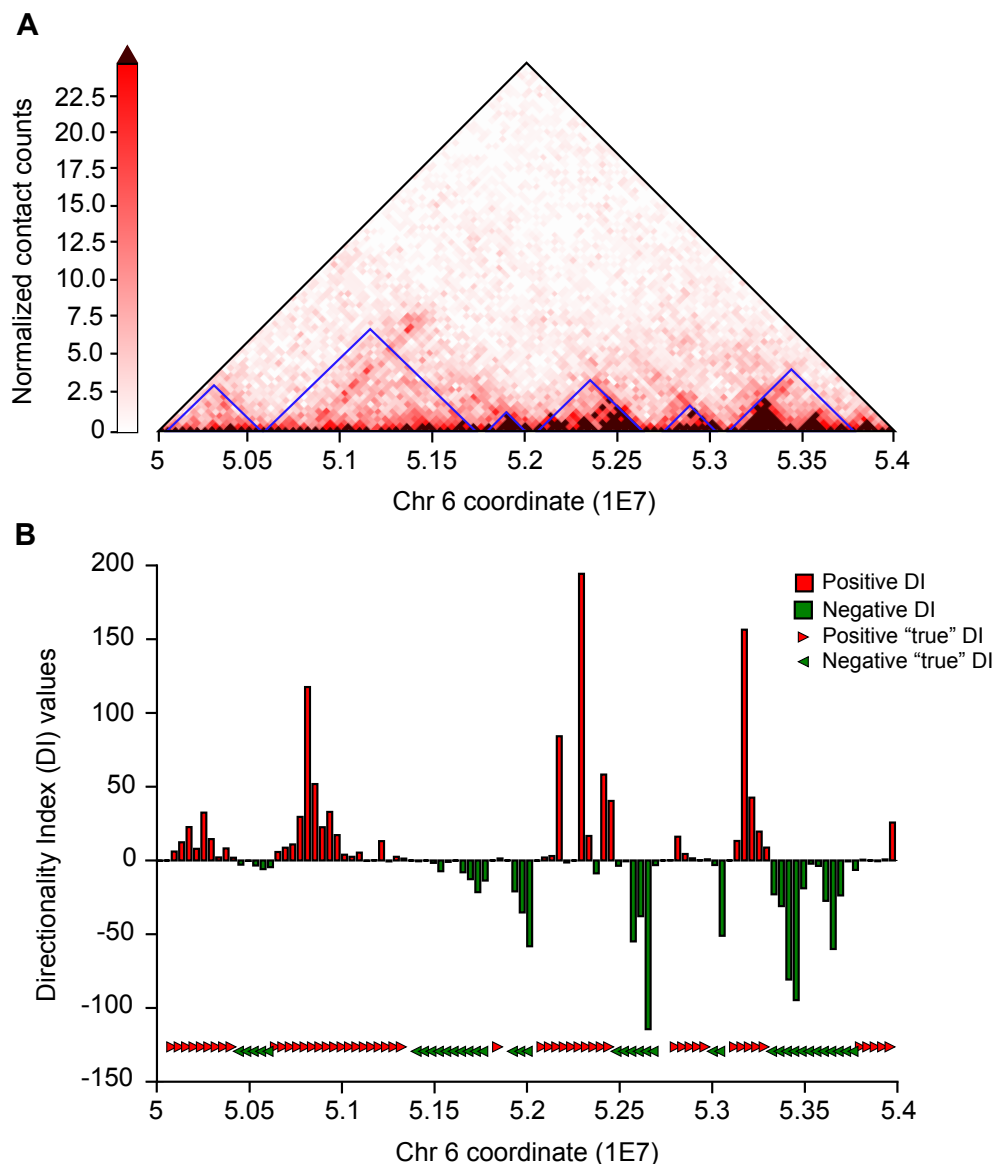 A
Normalized contact counts
22.5
20.0
17.5
15.0
12.5
10.0
7.5
5.0
2.5
0
5 5.05 5.1 5.15 5.2 5.25 5.3 5.35 5.4
Chr 6 coordinate (1E7)
B
Directionality Index (DI) values
200
150
100
50
0
-50
-100
-150
Positive DI
Negative DI
Positive “true” DI
Negative “true” DI
5 5.05 5.1 5.15 5.2 5.25 5.3 5.35 5.4
Chr 6 coordinate (1E7)